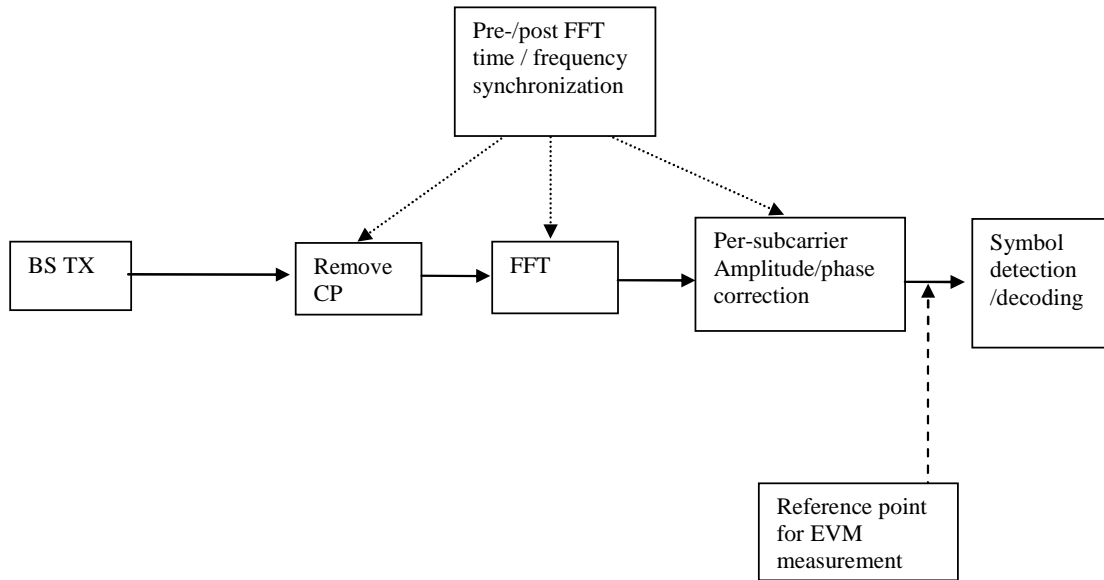 Pre-/post FFT
time / frequency
synchronization
BS TX
Remove
CP
FFT
Per-subcarrier
Amplitude/phase
correction
Symbol
detection
/decoding
Reference point
for EVM
measurement